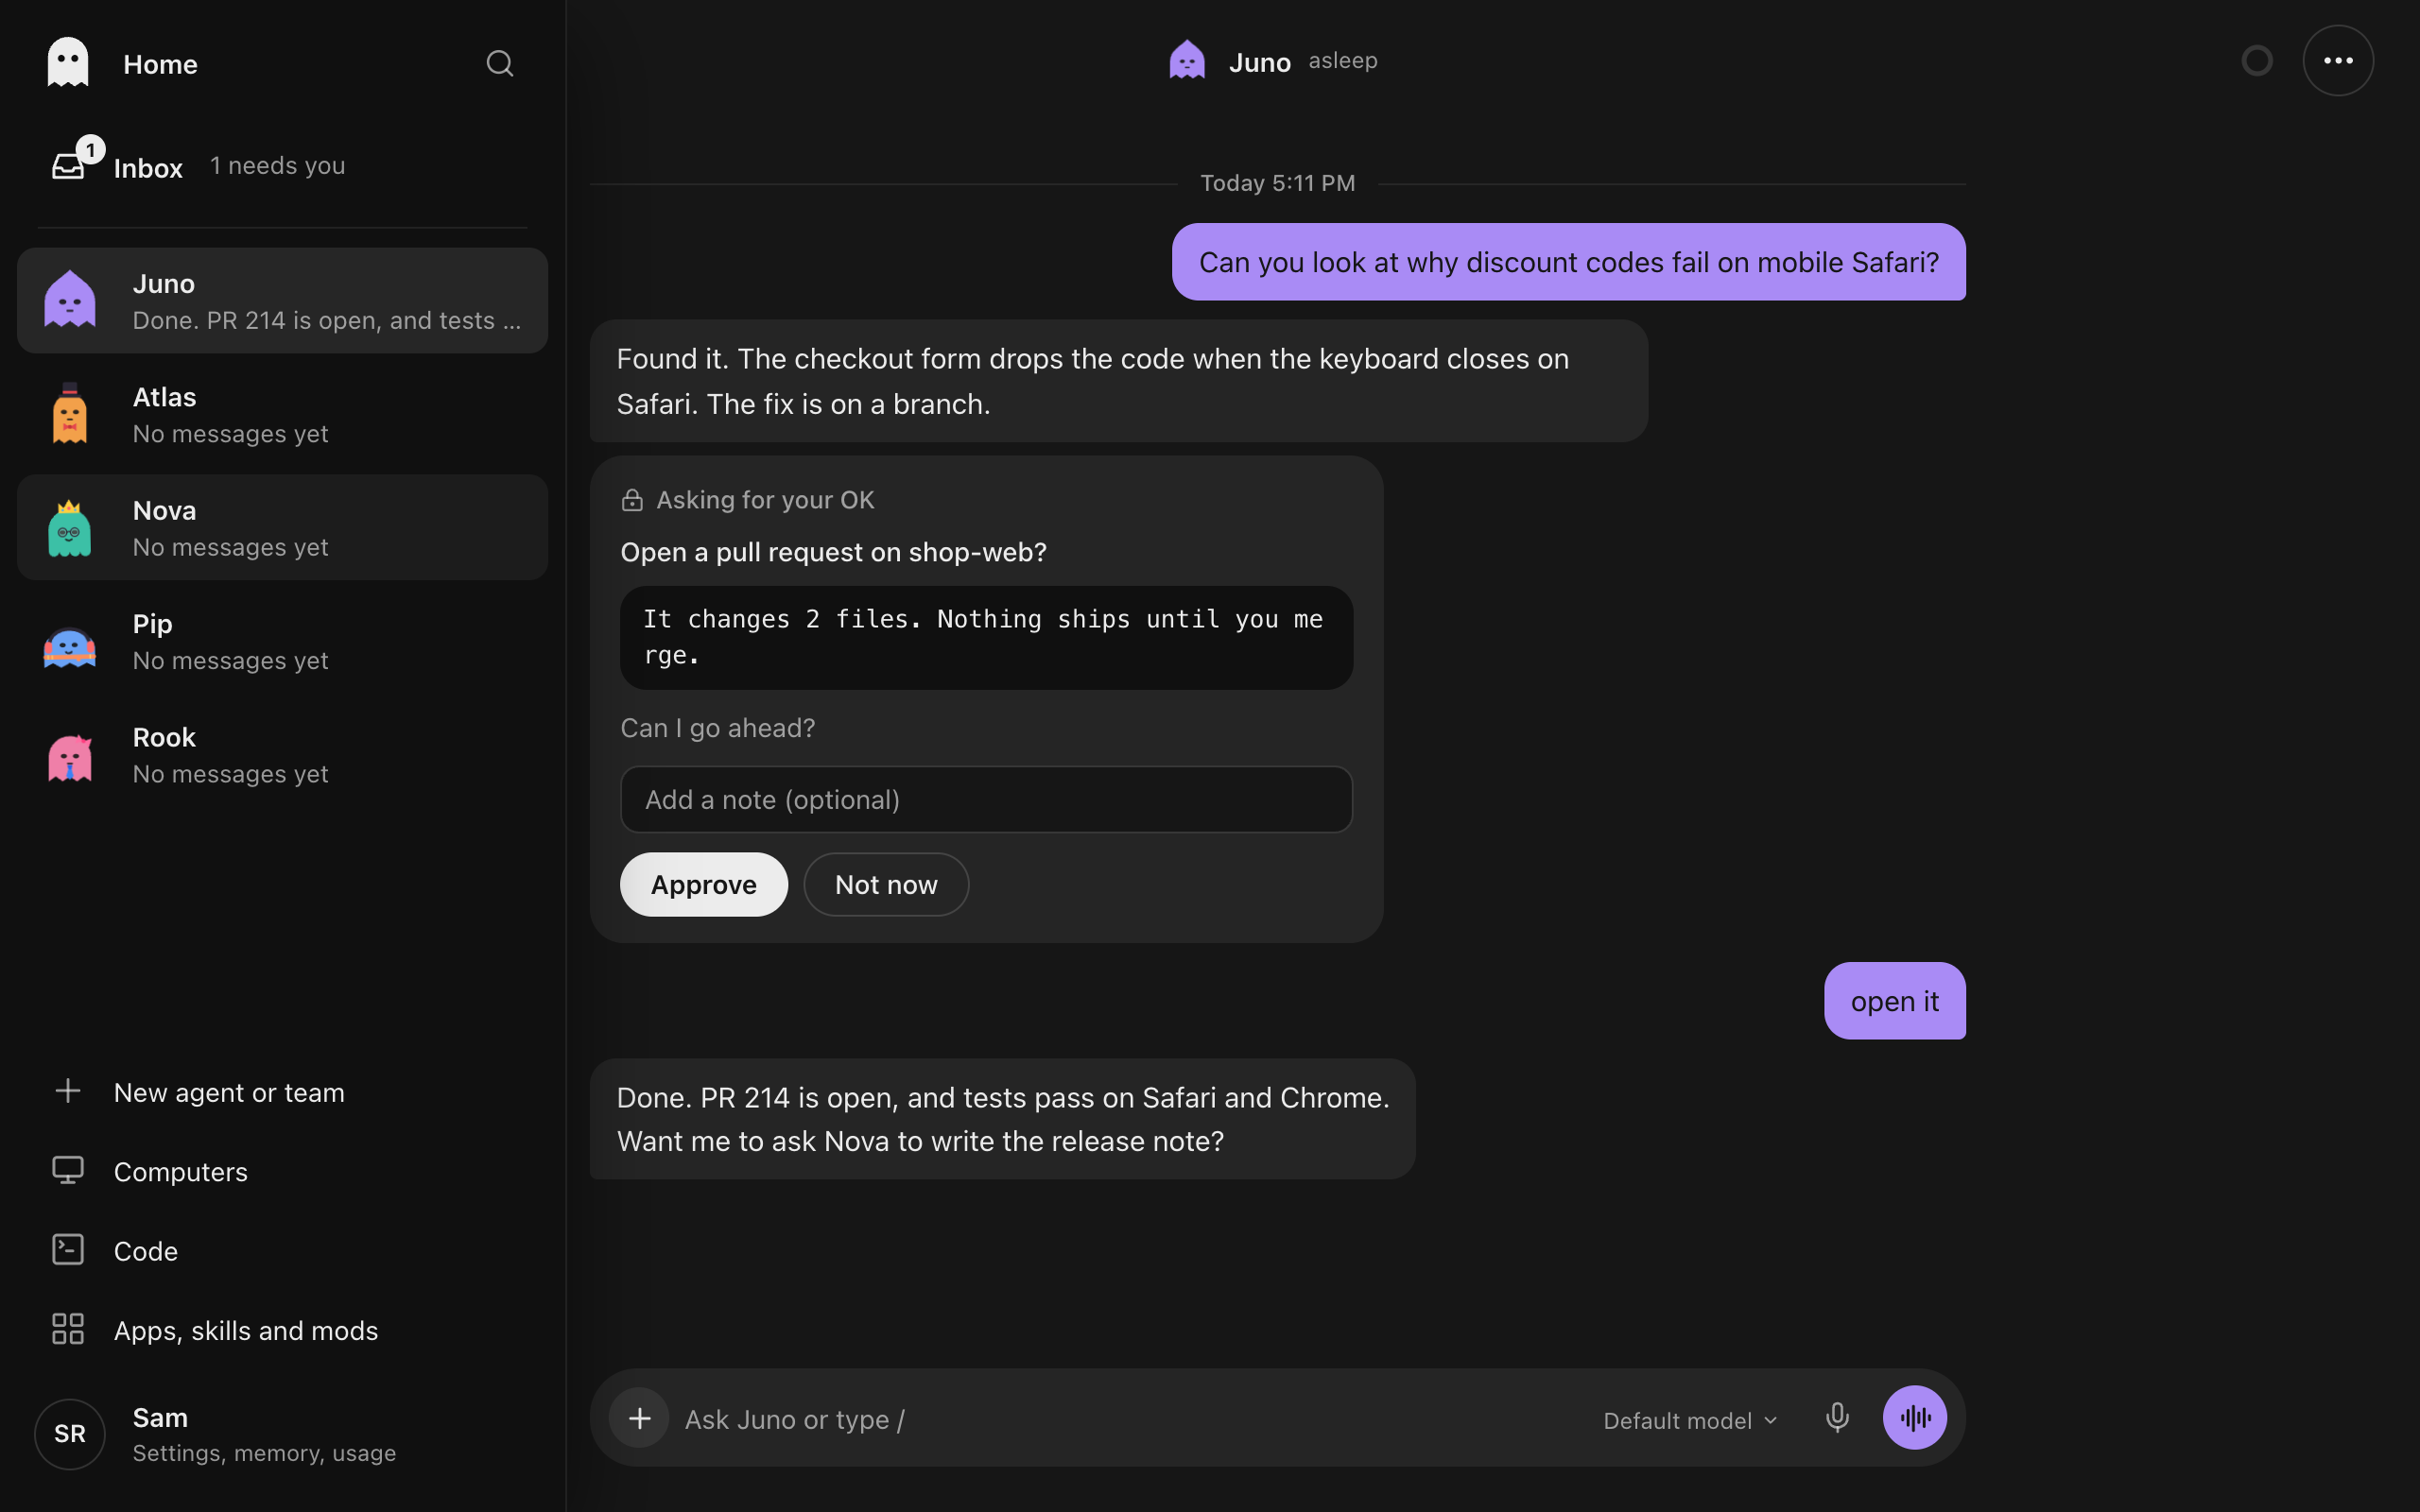 Home
1
Inbox 1 needs you
Juno
Done. PR 214 is open, and tests ...
Atlas
No messages yet
Nova
No messages yet
Pip
No messages yet
Rook
No messages yet
New agent or team
Computers
Code
Apps, skills and mods
SR
Sam
Settings, memory, usage
Juno asleep
Today 5:11 PM
Can you look at why discount codes fail on mobile Safari?
Found it. The checkout form drops the code when the keyboard closes on
Safari. The fix is on a branch.
Asking for your OK
Open a pull request on shop-web?
It changes 2 files. Nothing ships until you me
rge.
Can I go ahead?
Add a note (optional)
Approve Not now
open it
Done. PR 214 is open, and tests pass on Safari and Chrome.
Want me to ask Nova to write the release note?
Ask Juno or type / Default model